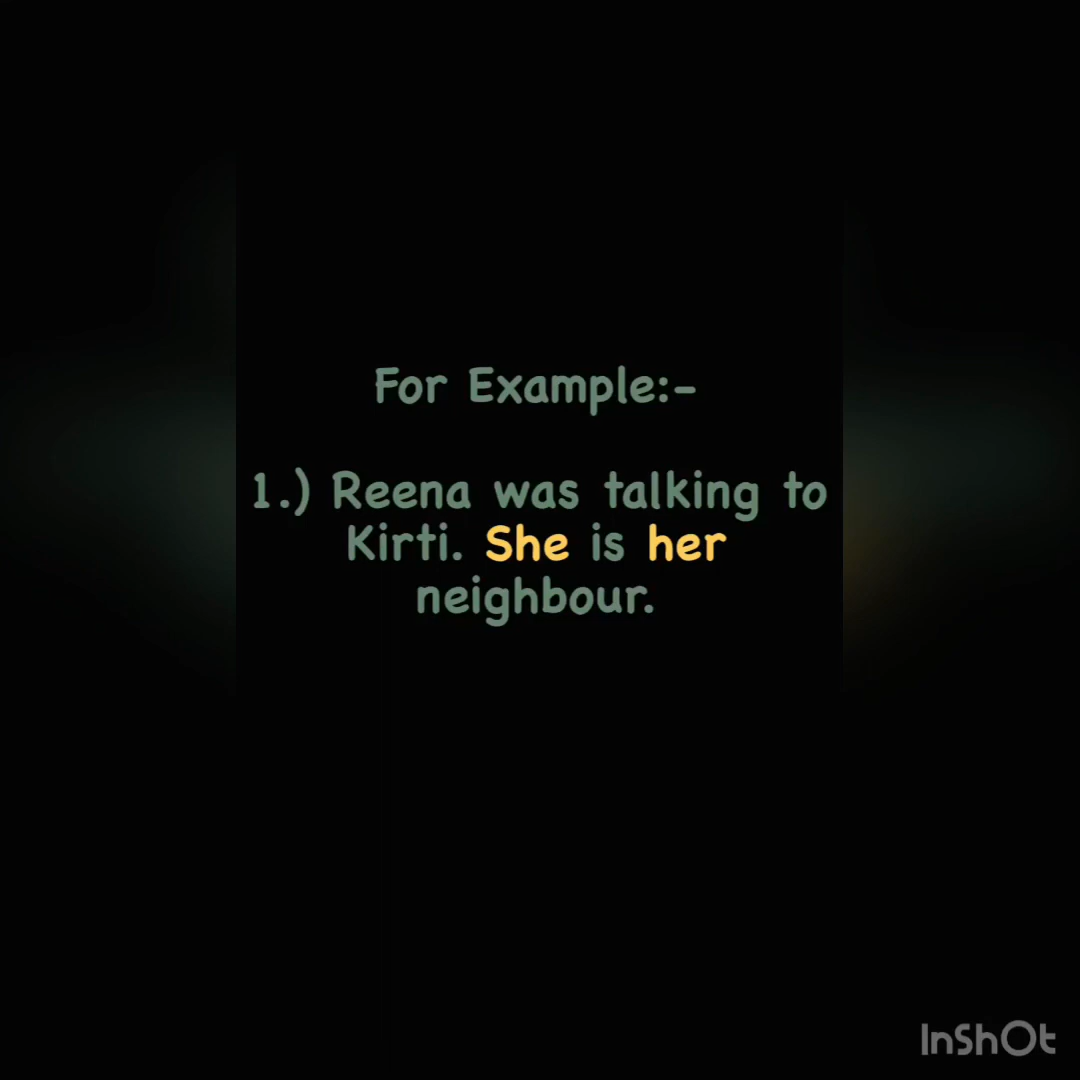 For Example:-
1.) Reena was talking to
Kirti. She is her
neighbour.
InShOt